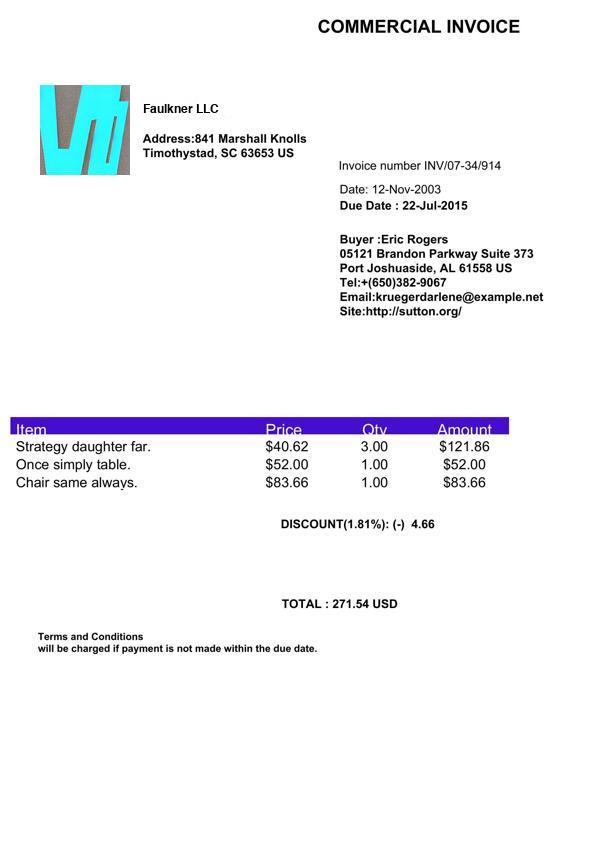 COMMERCIAL INVOICE
Faulkner LLC
Address:841 Marshall Knolls
Timothystad, SC 63653 US
Invoice number INV/07-34/914
Date: 12-Nov-2003
Due Date : 22-Jul-2015
Buyer :Eric Rogers
05121 Brandon Parkway Suite 373
Port Joshuaside, AL 61558 US
Tel:+(650)382-9067
Email:kruegerdarlene@example.net
Site:http://sutton.org/
Item Price Qty Amount
Strategy daughter far. $40.62 3.00 $121.86
Once simply table. $52.00 1.00 $52.00
Chair same always. $83.66 1.00 $83.66
DISCOUNT(1.81%): (-) 4.66
TOTAL : 271.54 USD
Terms and Conditions
will be charged if payment is not made within the due date.